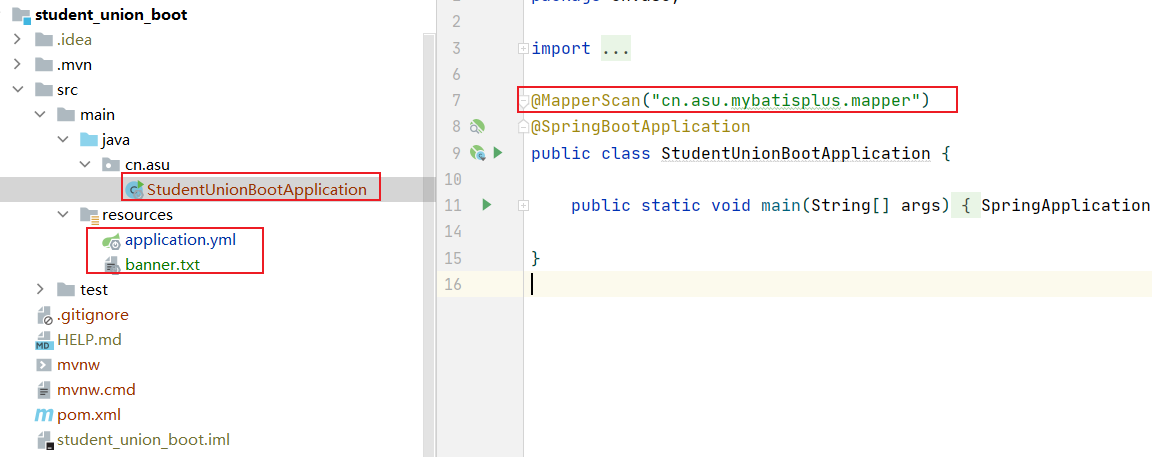 student_union_boot
.idea
.mvn
src
main
java
cn.asu
StudentUnionBootApplication
resources
application.yml
banner.txt
test
.gitignore
HELP.md
mvnw
mvnw.cmd
pom.xml
student_union_boot.iml
3 import ...
6
7 @MapperScan("cn.asu.mybatisplus.mapper")
8 @SpringBootApplication
9 public class StudentUnionBootApplication {
10
11 public static void main(String[] args) { SpringApplication
14
15 }
16